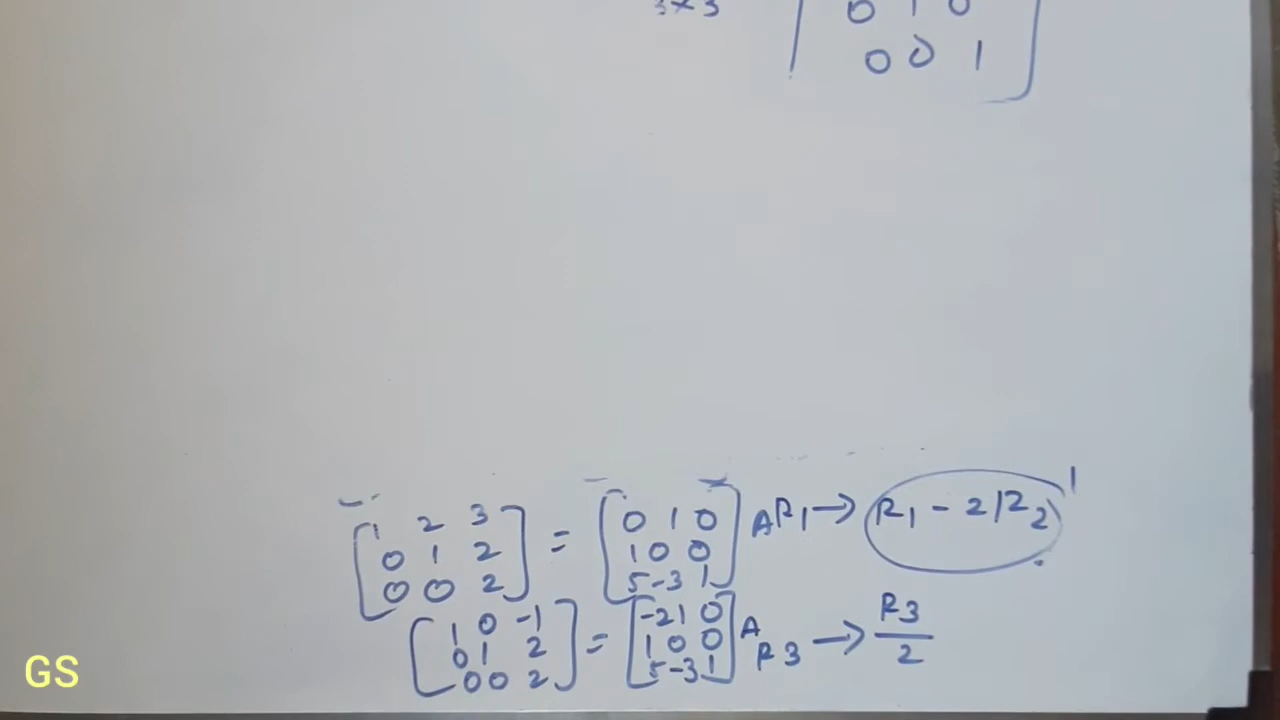 3×3
0 1 0
0 0 1
[1 2 3
0 1 2
0 0 2] = [0 1 0
1 0 0
5 -3 1] A R1 → R1 - 2R2
[1 0 -1
0 1 2
0 0 2] = [-2 1 0
1 0 0
5 -3 1] A R3 → R3/2
GS